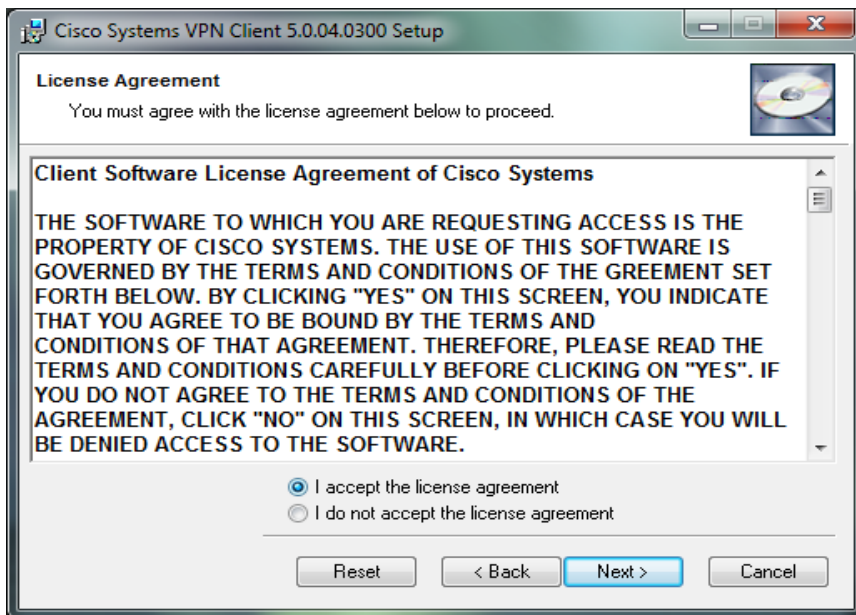 Cisco Systems VPN Client 5.0.04.0300 Setup
License Agreement
You must agree with the license agreement below to proceed.
Client Software License Agreement of Cisco Systems
THE SOFTWARE TO WHICH YOU ARE REQUESTING ACCESS IS THE
PROPERTY OF CISCO SYSTEMS. THE USE OF THIS SOFTWARE IS
GOVERNED BY THE TERMS AND CONDITIONS OF THE GREEMENT SET
FORTH BELOW. BY CLICKING "YES" ON THIS SCREEN, YOU INDICATE
THAT YOU AGREE TO BE BOUND BY THE TERMS AND
CONDITIONS OF THAT AGREEMENT. THEREFORE, PLEASE READ THE
TERMS AND CONDITIONS CAREFULLY BEFORE CLICKING ON "YES". IF
YOU DO NOT AGREE TO THE TERMS AND CONDITIONS OF THE
AGREEMENT, CLICK "NO" ON THIS SCREEN, IN WHICH CASE YOU WILL
BE DENIED ACCESS TO THE SOFTWARE.
I accept the license agreement
I do not accept the license agreement
Reset < Back Next > Cancel